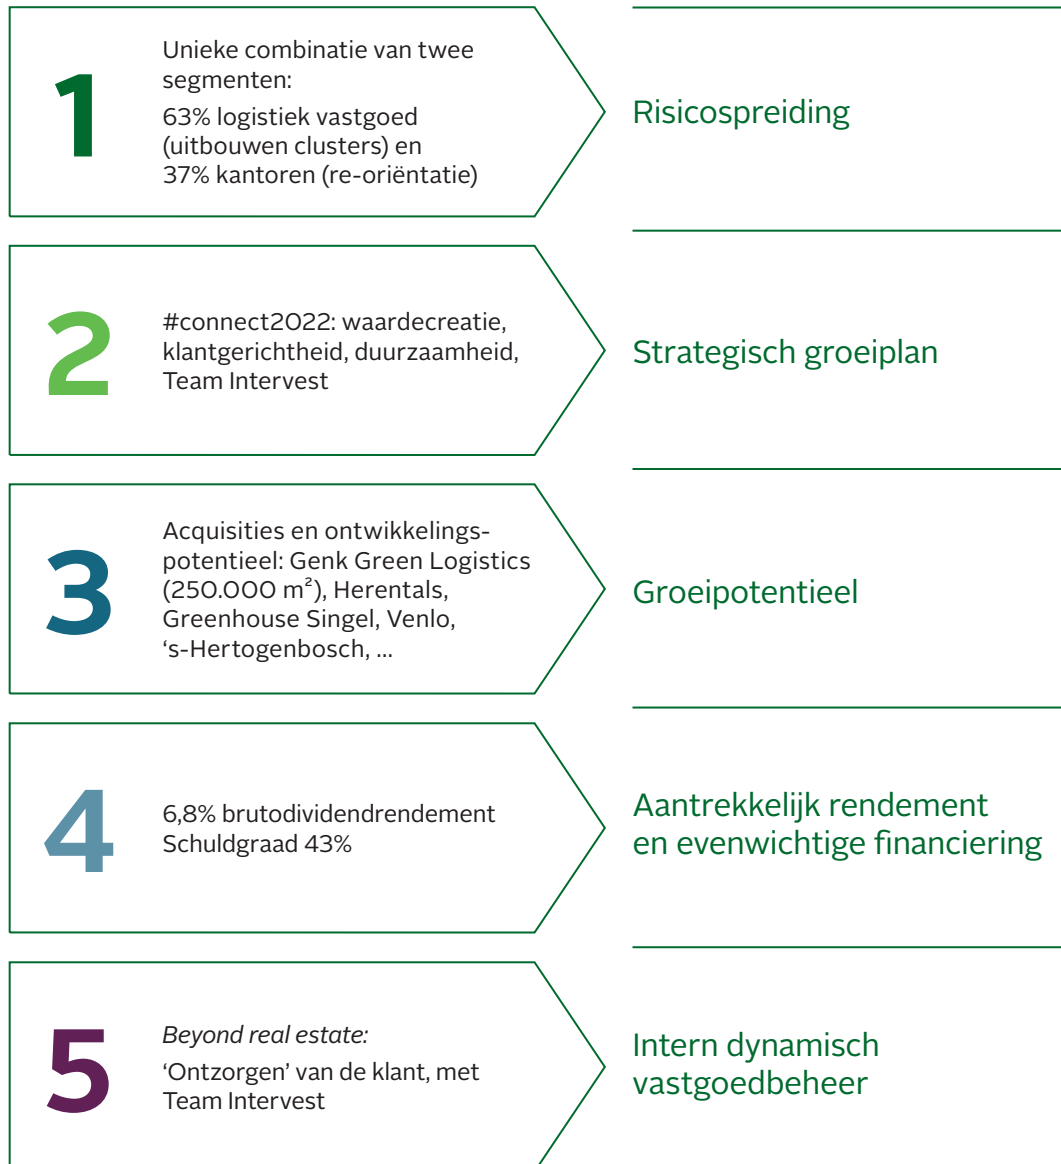 1
Unieke combinatie van twee
segmenten:
63% logistiek vastgoed
(uitbouwen clusters) en
37% kantoren (re-oriëntatie)
Risicospreiding
2
#connect2022: waardecreatie,
klantgerichtheid, duurzaamheid,
Team Intervest
Strategisch groeiplan
3
Acquisities en ontwikkelings-
potentieel: Genk Green Logistics
(250.000 m²), Herentals,
Greenhouse Singel, Venlo,
‘s-Hertogenbosch, ...
Groeipotentieel
4
6,8% brutodividendrendement
Schuldgraad 43%
Aantrekkelijk rendement
en evenwichtige financiering
5
Beyond real estate:
‘Ontzorgen’ van de klant, met
Team Intervest
Intern dynamisch
vastgoedbeheer